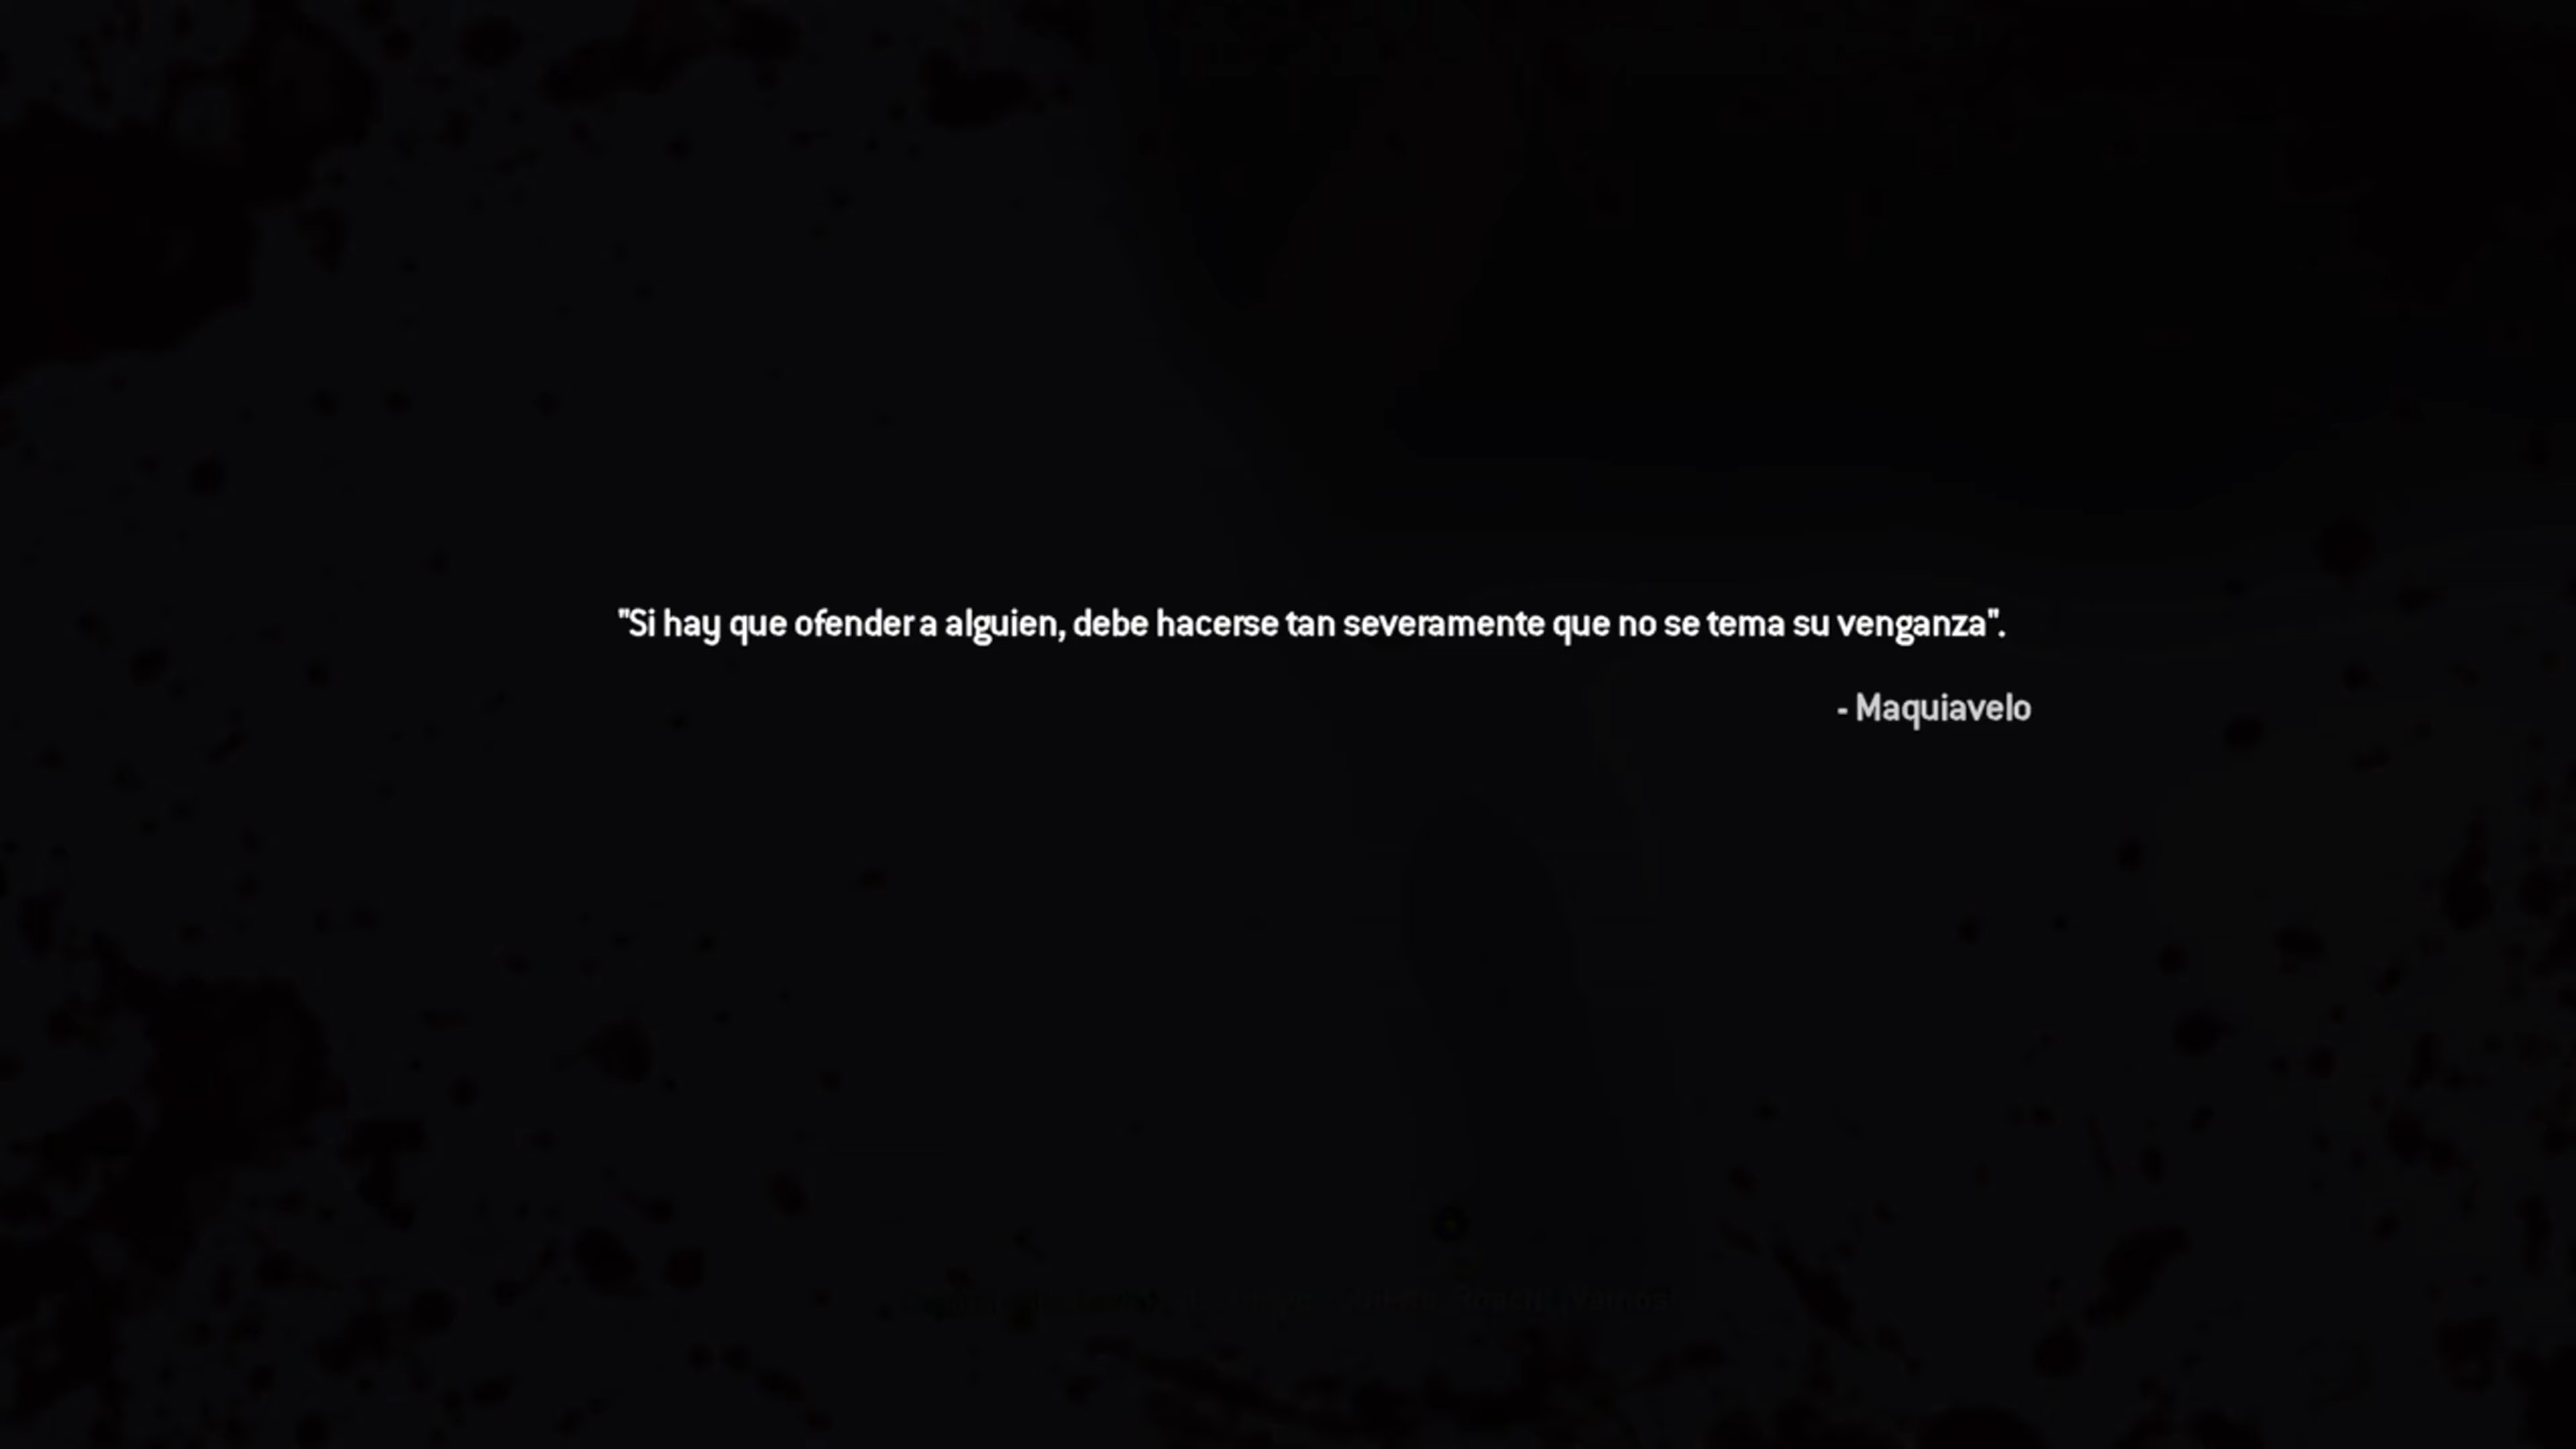 "Si hay que ofender a alguien, debe hacerse tan severamente que no se tema su venganza".
- Maquiavelo